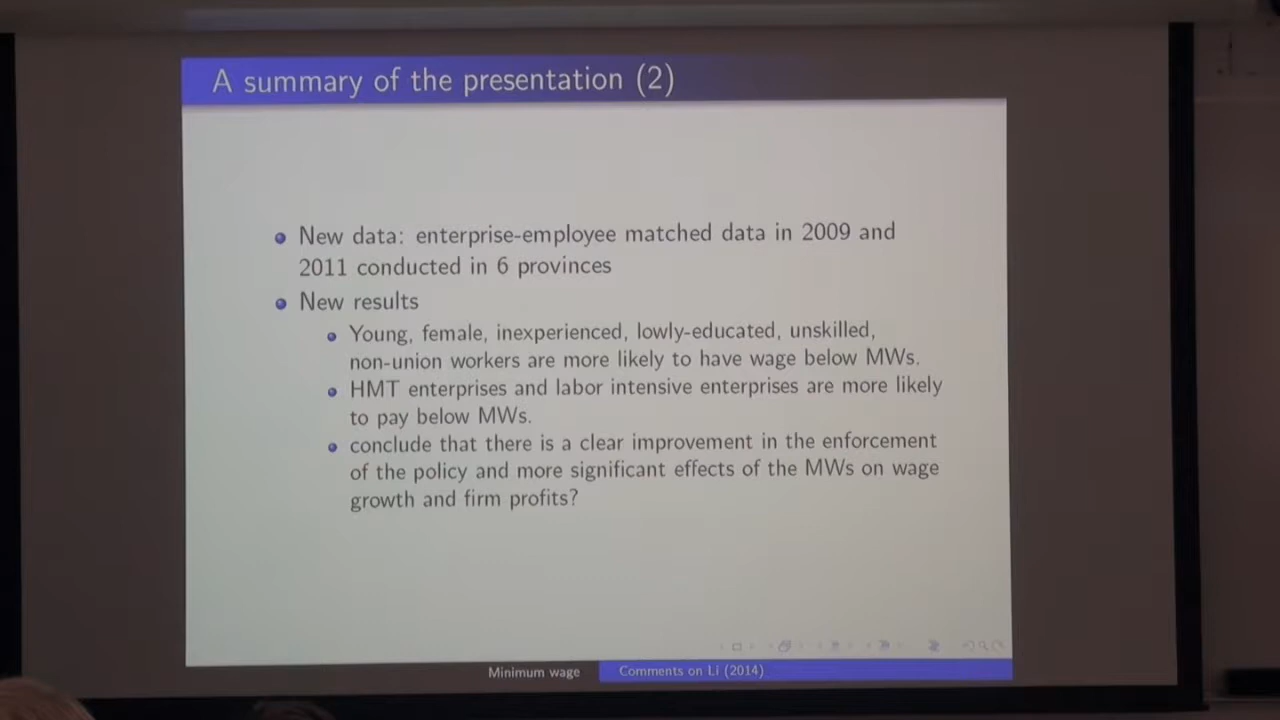 A summary of the presentation (2)
New data: enterprise-employee matched data in 2009 and
2011 conducted in 6 provinces
New results
Young, female, inexperienced, lowly-educated, unskilled,
non-union workers are more likely to have wage below MWs.
HMT enterprises and labor intensive enterprises are more likely
to pay below MWs.
conclude that there is a clear improvement in the enforcement
of the policy and more significant effects of the MWs on wage
growth and firm profits?
Minimum wage
Comments on Li (2014)